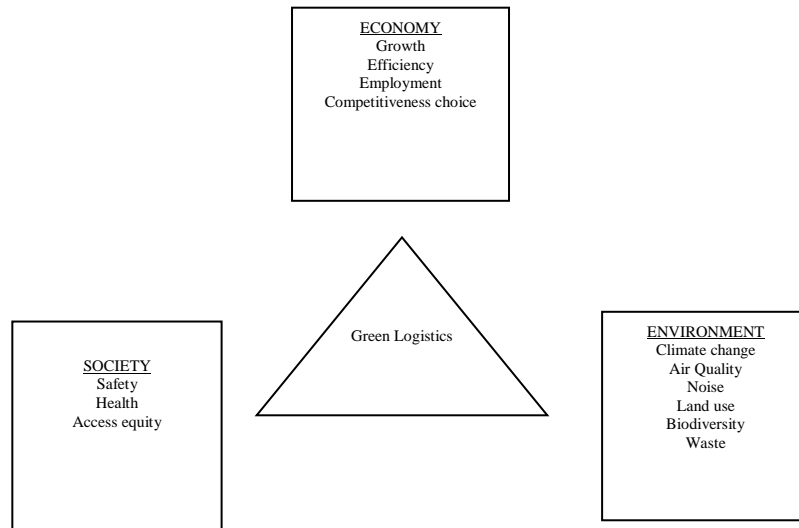 ECONOMY
Growth
Efficiency
Employment
Competitiveness choice
Green Logistics
SOCIETY
Safety
Health
Access equity
ENVIRONMENT
Climate change
Air Quality
Noise
Land use
Biodiversity
Waste